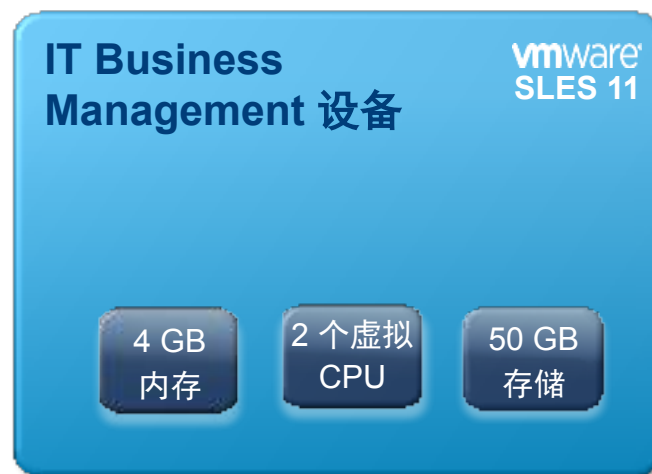 IT Business
Management 设备
vmware
SLES 11
4 GB
内存
2 个虚拟
CPU
50 GB
存储